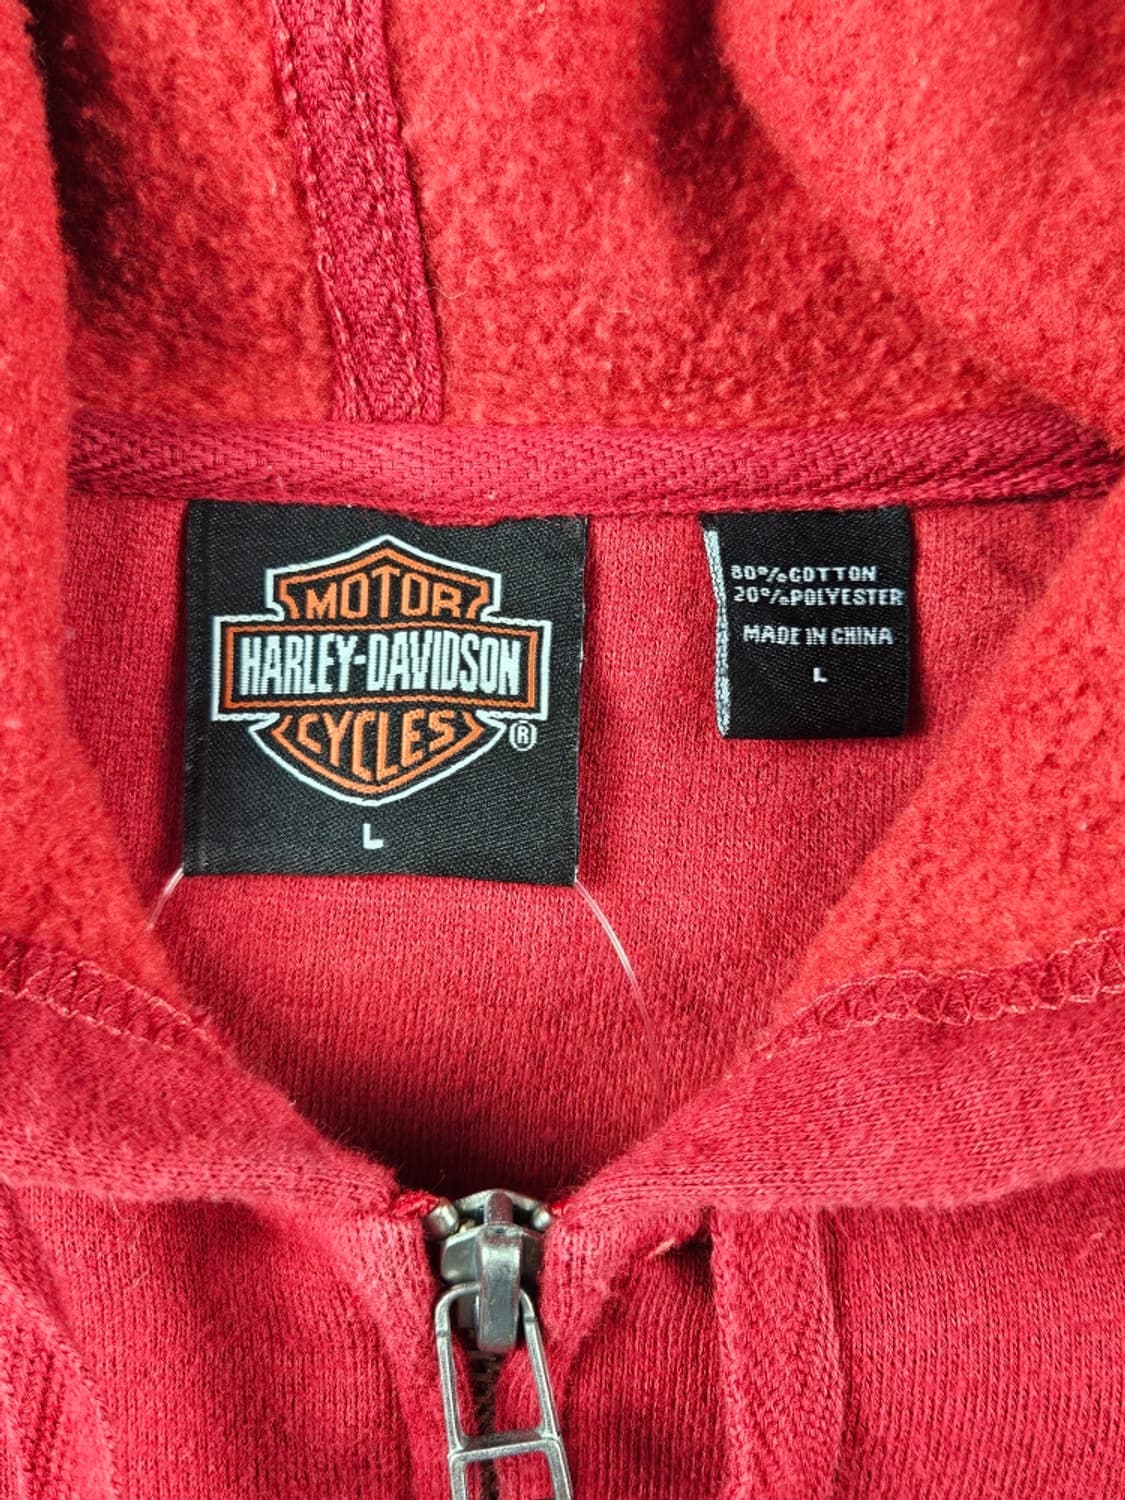 MOTOR
HARLEY-DAVIDSON
CYCLES
®
L
80%COTTON
20%POLYESTER
MADE IN CHINA
L